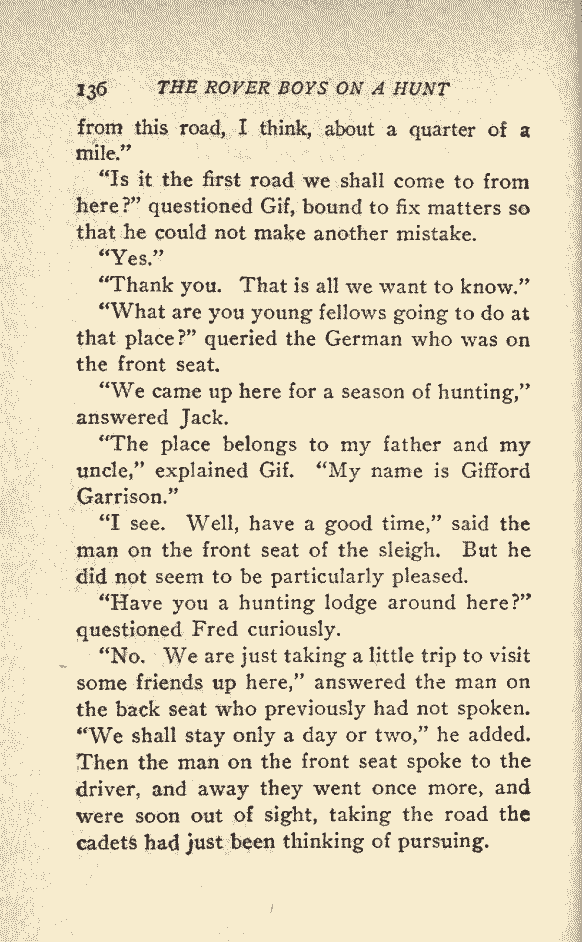 136 THE ROVER BOYS ON A HUNT
from this road, I think, about a quarter of a
mile.”
“Is it the first road we shall come to from
here?” questioned Gif, bound to fix matters so
that he could not make another mistake.
“Yes.”
“Thank you. That is all we want to know.”
“What are you young fellows going to do at
that place?” queried the German who was on
the front seat.
“We came up here for a season of hunting,”
answered Jack.
“The place belongs to my father and my
uncle,” explained Gif. “My name is Gifford
Garrison.”
“I see. Well, have a good time,” said the
man on the front seat of the sleigh. But he
did not seem to be particularly pleased.
“Have you a hunting lodge around here?”
questioned Fred curiously.
“No. We are just taking a little trip to visit
some friends up here,” answered the man on
the back seat who previously had not spoken.
“We shall stay only a day or two,” he added.
Then the man on the front seat spoke to the
driver, and away they went once more, and
were soon out of sight, taking the road the
cadets had just been thinking of pursuing.